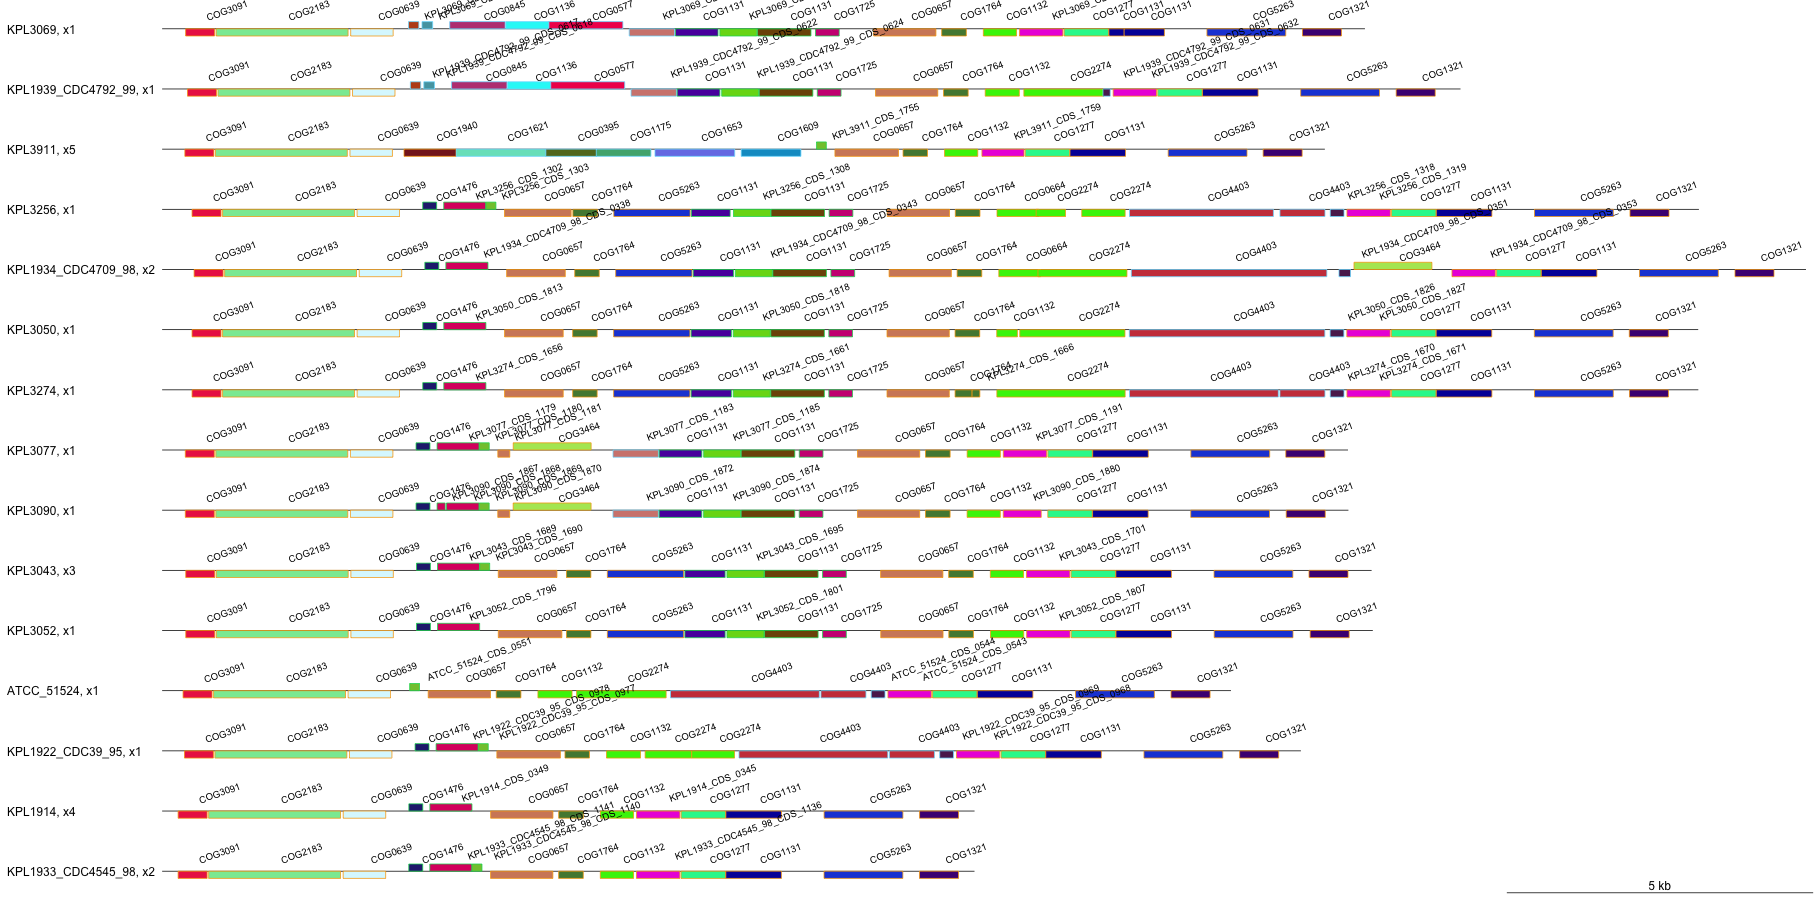 COG3091 COG2183 COG0639 COG0845 COG1136 COG0577 COG1131 COG1131 COG1725 COG0657 COG1764 COG1132 COG1277 COG1131 COG1131 COG5263 COG1321
KPL3069, x1
COG3091 COG2183 COG0639 COG0845 COG1136 COG0577 KPL1939_CDC4792_99_CDS_0622 COG1131 KPL1939_CDC4792_99_CDS_0624 COG1131 COG1725 COG0657 COG1764 COG1132 COG2274 KPL1939_CDC4792_99_CDS_0631 KPL1939_CDC4792_99_CDS_0632 COG1277 COG1131 COG5263 COG1321
KPL1939_CDC4792_99, x1
COG3091 COG2183 COG0639 COG1940 COG1621 COG0395 COG1175 COG1653 COG1609 KPL3911_CDS_1755 COG0657 COG1764 COG1132 KPL3911_CDS_1759 COG1277 COG1131 COG5263 COG1321
KPL3911, x5
COG3091 COG2183 COG0639 COG1476 KPL3256_CDS_1302 KPL3256_CDS_1303 COG0657 COG1764 COG5263 COG1131 KPL3256_CDS_1308 COG1131 COG1725 COG0657 COG1764 COG0664 COG2274 COG2274 COG4403 COG4403 KPL3256_CDS_1318 KPL3256_CDS_1319 COG1277 COG1131 COG5263 COG1321
KPL3256, x1
COG3091 COG2183 COG0639 COG1476 KPL1934_CDC4709_98_CDS_0338 COG0657 COG1764 COG5263 COG1131 KPL1934_CDC4709_98_CDS_0343 COG1131 COG1725 COG0657 COG1764 COG0664 COG2274 COG4403 KPL1934_CDC4709_98_CDS_0351 COG3464 KPL1934_CDC4709_98_CDS_0353 COG1277 COG1131 COG5263 COG1321
KPL1934_CDC4709_98, x2
COG3091 COG2183 COG0639 COG1476 KPL3050_CDS_1813 COG0657 COG1764 COG5263 COG1131 KPL3050_CDS_1818 COG1131 COG1725 COG0657 COG1764 COG1132 COG2274 COG4403 KPL3050_CDS_1826 KPL3050_CDS_1827 COG1277 COG1131 COG5263 COG1321
KPL3050, x1
COG3091 COG2183 COG0639 COG1476 KPL3274_CDS_1656 COG0657 COG1764 COG5263 COG1131 KPL3274_CDS_1661 COG1131 COG1725 COG0657 COG1764 KPL3274_CDS_1666 COG2274 COG4403 COG4403 KPL3274_CDS_1670 KPL3274_CDS_1671 COG1277 COG1131 COG5263 COG1321
KPL3274, x1
COG3091 COG2183 COG0639 COG1476 KPL3077_CDS_1179 KPL3077_CDS_1180 KPL3077_CDS_1181 COG3464 KPL3077_CDS_1183 COG1131 KPL3077_CDS_1185 COG1131 COG1725 COG0657 COG1764 COG1132 KPL3077_CDS_1191 COG1277 COG1131 COG5263 COG1321
KPL3077, x1
COG3091 COG2183 COG0639 COG1476 KPL3090_CDS_1867 KPL3090_CDS_1868 KPL3090_CDS_1869 KPL3090_CDS_1870 COG3464 KPL3090_CDS_1872 COG1131 KPL3090_CDS_1874 COG1131 COG1725 COG0657 COG1764 COG1132 KPL3090_CDS_1880 COG1277 COG1131 COG5263 COG1321
KPL3090, x1
COG3091 COG2183 COG0639 COG1476 KPL3043_CDS_1689 KPL3043_CDS_1690 COG0657 COG1764 COG5263 COG1131 KPL3043_CDS_1695 COG1131 COG1725 COG0657 COG1764 COG1132 KPL3043_CDS_1701 COG1277 COG1131 COG5263 COG1321
KPL3043, x3
COG3091 COG2183 COG0639 COG1476 KPL3052_CDS_1796 COG0657 COG1764 COG5263 COG1131 KPL3052_CDS_1801 COG1131 COG1725 COG0657 COG1764 COG1132 KPL3052_CDS_1807 COG1277 COG1131 COG5263 COG1321
KPL3052, x1
COG3091 COG2183 COG0639 ATCC_51524_CDS_0551 COG0657 COG1764 COG1132 COG2274 COG4403 COG4403 ATCC_51524_CDS_0544 ATCC_51524_CDS_0543 COG1277 COG1131 COG5263 COG1321
ATCC_51524, x1
COG3091 COG2183 COG0639 COG1476 KPL1922_CDC39_95_CDS_0978 KPL1922_CDC39_95_CDS_0977 COG0657 COG1764 COG1132 COG2274 COG2274 COG4403 COG4403 KPL1922_CDC39_95_CDS_0969 KPL1922_CDC39_95_CDS_0968 COG1277 COG1131 COG5263 COG1321
KPL1922_CDC39_95, x1
COG3091 COG2183 COG0639 COG1476 KPL1914_CDS_0349 COG0657 COG1764 COG1132 KPL1914_CDS_0345 COG1277 COG1131 COG5263 COG1321
KPL1914, x4
COG3091 COG2183 COG0639 COG1476 KPL1933_CDC4545_98_CDS_1141 KPL1933_CDC4545_98_CDS_1140 COG0657 COG1764 COG1132 KPL1933_CDC4545_98_CDS_1136 COG1277 COG1131 COG5263 COG1321
KPL1933_CDC4545_98, x2
5 kb